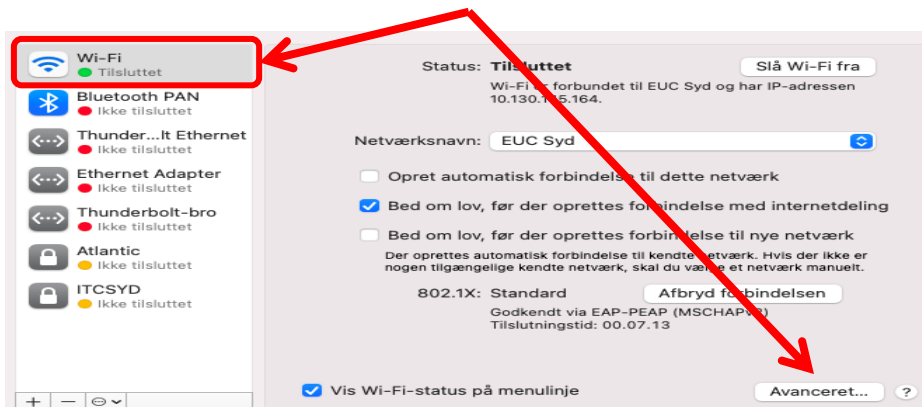 Wi-Fi
Tilsluttet
Bluetooth PAN
Ikke tilsluttet
Thunder...lt Ethernet
Ikke tilsluttet
Ethernet Adapter
Ikke tilsluttet
Thunderbolt-bro
Ikke tilsluttet
Atlantic
Ikke tilsluttet
ITCSYD
Ikke tilsluttet
Status: Tilsluttet
Slå Wi-Fi fra
Wi-Fi er forbundet til EUC Syd og har IP-adressen
Netværksnavn: EUC Syd
Opret automatisk forbindelse til dette netværk
Bed om lov, før der oprettes forbindelse med internetdeling
Bed om lov, før der oprettes forbindelse til nye netværk
Der oprettes automatisk forbindelse til kendte netværk. Hvis der ikke er
nogen tilgængelige kendte netværk, skal du vælge et netværk manuelt.
802.1X: Standard
Afbryd forbindelsen
Godkendt via EAP-PEAP (MSCHAPv2)
Tilslutningstid: 00.07.13
Vis Wi-Fi-status på menulinje
Avanceret... ?